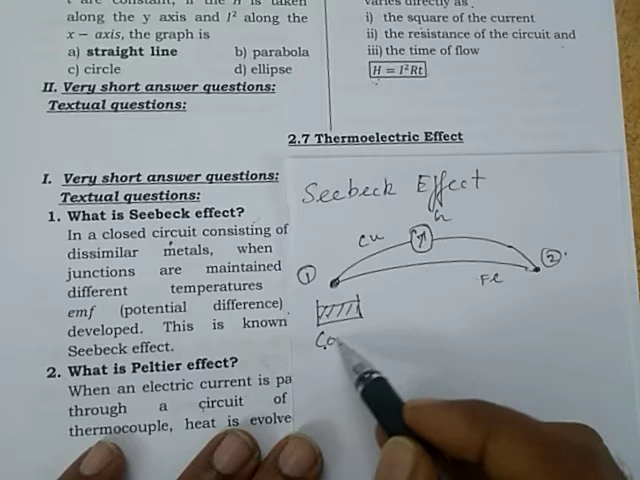 are constant, if the H is taken
along the y axis and I² along the
x – axis, the graph is
a) straight line b) parabola
c) circle d) ellipse
II. Very short answer questions:
Textual questions:
varies directly as
i) the square of the current
ii) the resistance of the circuit and
iii) the time of flow
H = I²Rt
2.7 Thermoelectric Effect
I. Very short answer questions:
Textual questions:
1. What is Seebeck effect?
In a closed circuit consisting of
dissimilar metals, when
junctions are maintained
different temperatures
emf (potential difference)
developed. This is known
Seebeck effect.
2. What is Peltier effect?
When an electric current is pa
through a circuit of
thermocouple, heat is evolve
Seebeck Effect
G
Cu
1 2
Fe
Co